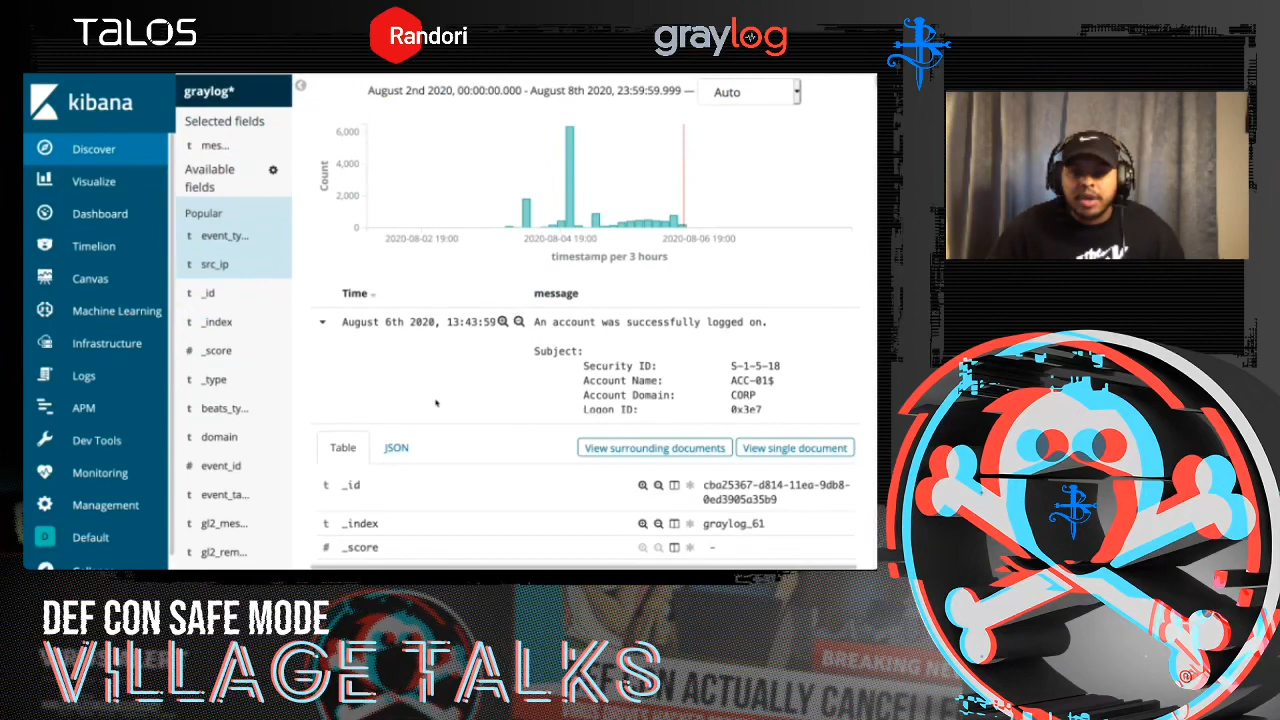 TALOS
Randori
graylog
kibana
Discover
Visualize
Dashboard
Timelion
Canvas
Machine Learning
Infrastructure
Logs
APM
Dev Tools
Monitoring
Management
D
Default
graylog*
Selected fields
t mes...
Available
fields
Popular
t event_ty...
t src_ip
t _id
t _index
# _score
t _type
t beats_ty...
t domain
# event_id
t event_ta...
t gl2_mes...
t gl2_rem...
August 2nd 2020, 00:00:00.000 - August 8th 2020, 23:59:59.999 —
Auto
Count
6,000
4,000
2,000
0
2020-08-02 19:00
2020-08-04 19:00
2020-08-06 19:00
timestamp per 3 hours
Time
message
August 6th 2020, 13:43:59
An account was successfully logged on.
Subject:
Security ID: S-1-5-18
Account Name: ACC-01$
Account Domain: CORP
Logon ID: 0x3e7
Table
JSON
View surrounding documents
View single document
t _id
cba25367-d814-11ea-9db8-
0ed3905a35b9
t _index
graylog_61
# _score
-
DEF CON SAFE MODE
VILLAGE TALKS
BREAKING
ACTUALLY